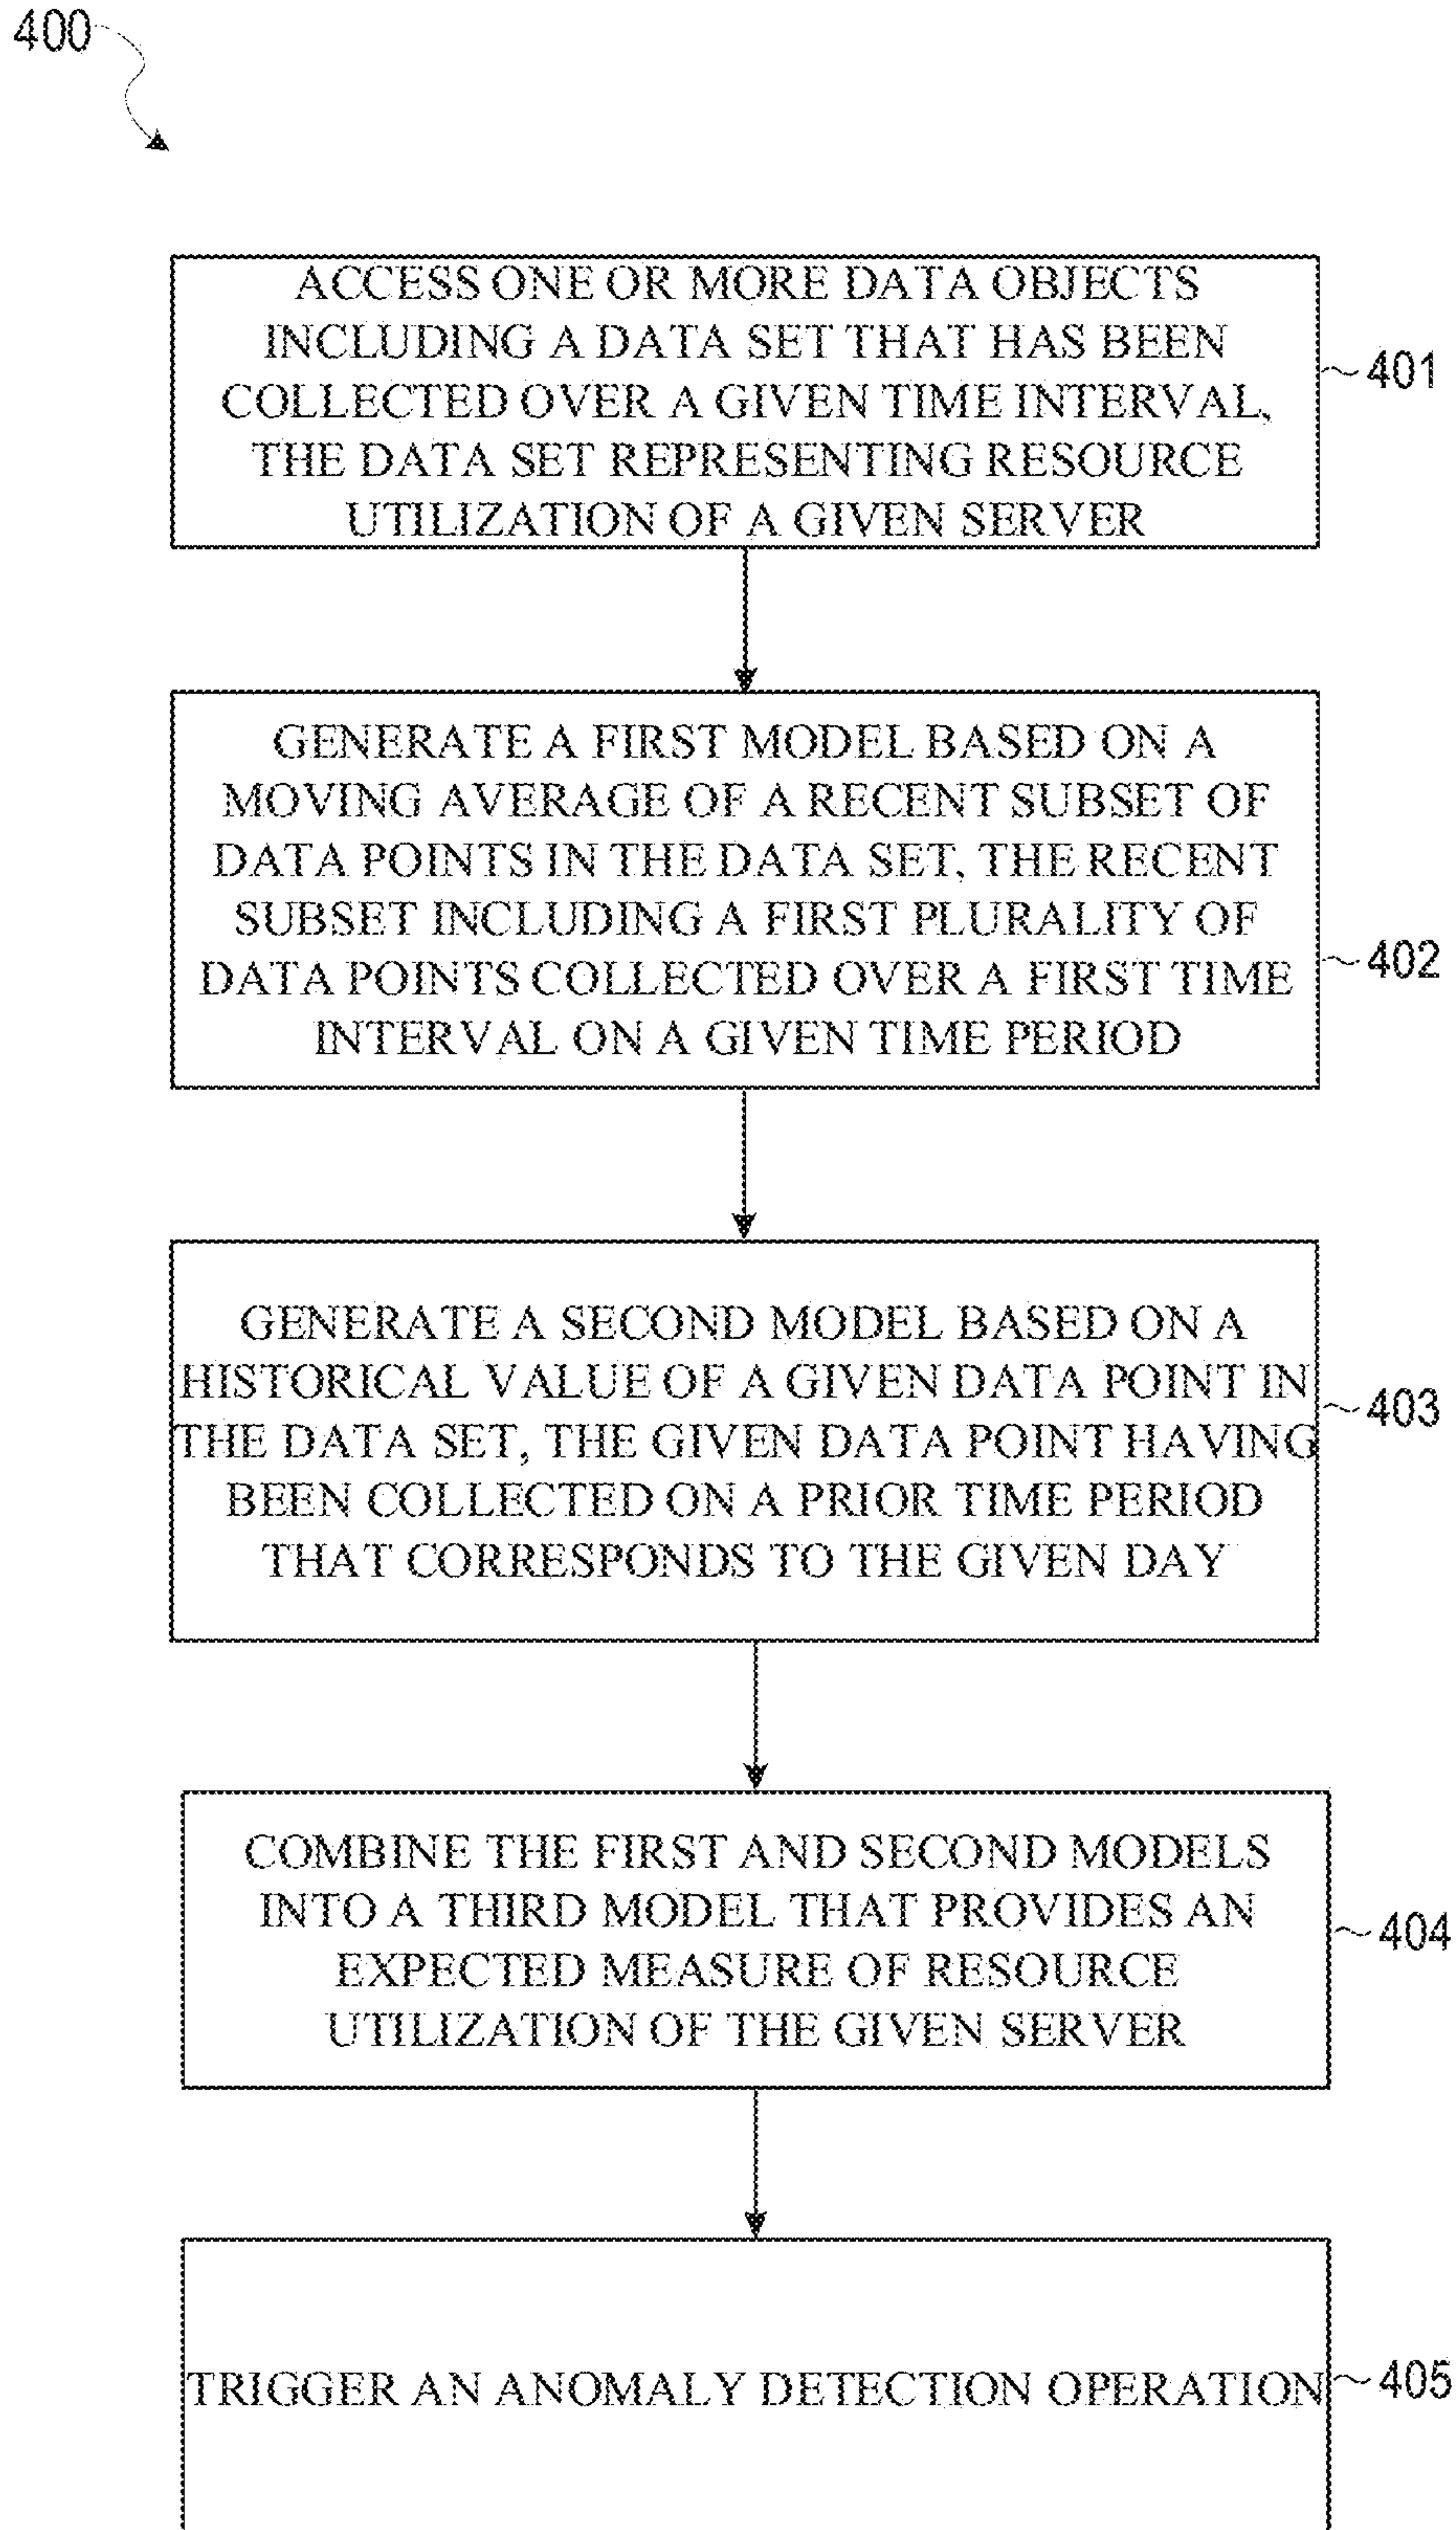 400
ACCESS ONE OR MORE DATA OBJECTS
INCLUDING A DATA SET THAT HAS BEEN
COLLECTED OVER A GIVEN TIME INTERVAL,
THE DATA SET REPRESENTING RESOURCE
UTILIZATION OF A GIVEN SERVER
401
GENERATE A FIRST MODEL BASED ON A
MOVING AVERAGE OF A RECENT SUBSET OF
DATA POINTS IN THE DATA SET, THE RECENT
SUBSET INCLUDING A FIRST PLURALITY OF
DATA POINTS COLLECTED OVER A FIRST TIME
INTERVAL ON A GIVEN TIME PERIOD
402
GENERATE A SECOND MODEL BASED ON A
HISTORICAL VALUE OF A GIVEN DATA POINT IN
THE DATA SET, THE GIVEN DATA POINT HAVING
BEEN COLLECTED ON A PRIOR TIME PERIOD
THAT CORRESPONDS TO THE GIVEN DAY
403
COMBINE THE FIRST AND SECOND MODELS
INTO A THIRD MODEL THAT PROVIDES AN
EXPECTED MEASURE OF RESOURCE
UTILIZATION OF THE GIVEN SERVER
404
TRIGGER AN ANOMALY DETECTION OPERATION
405